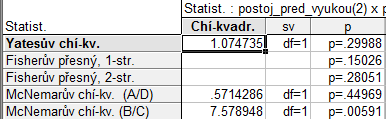 Statist. : postoj_pred_vyukou(2) x p
Statist. Chí-kvadr. sv p
Yatesův chí-kv. 1.074735 df=1 p=.29988
Fisherův přesný, 1-str. p=.15026
Fisherův přesný, 2-str. p=.28051
McNemarův chí-kv. (A/D) .5714286 df=1 p=.44969
McNemarův chí-kv. (B/C) 7.578948 df=1 p=.00591